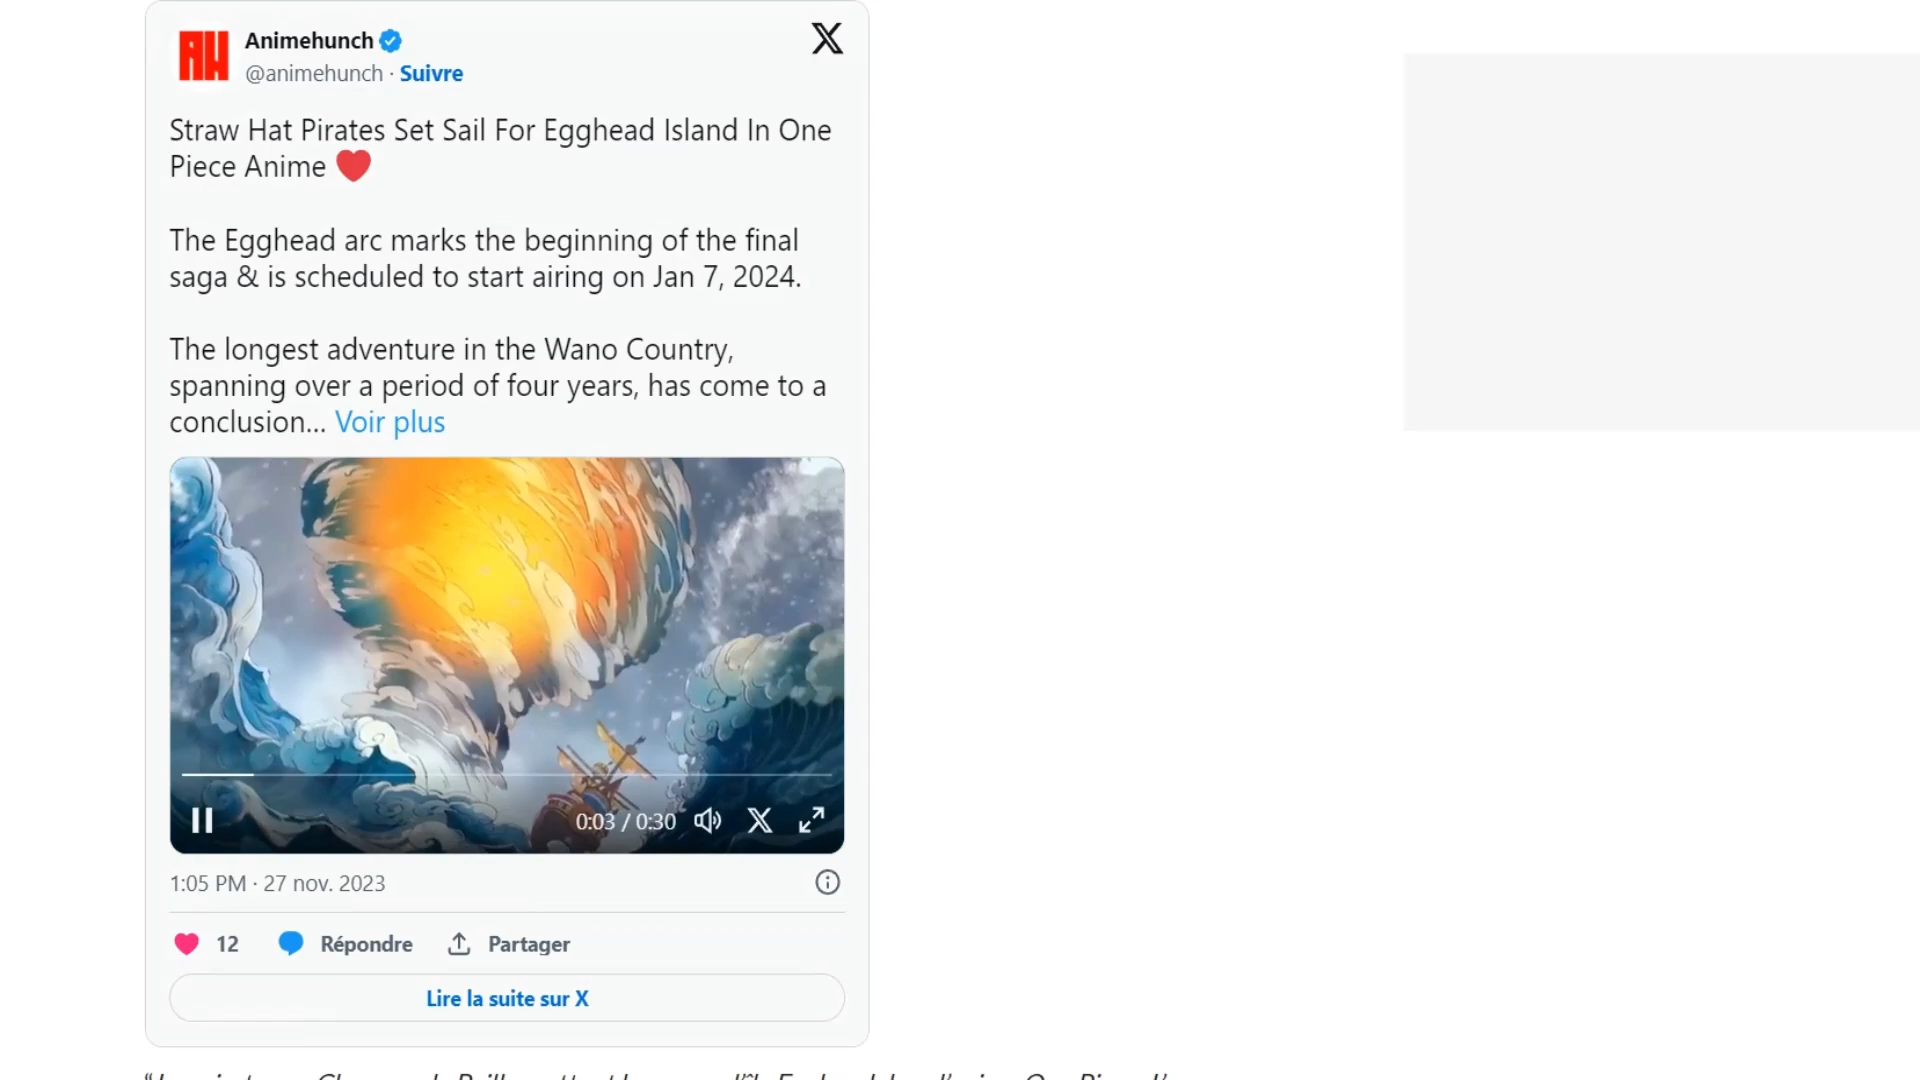 AH
Animehunch
X
@animehunch · Suivre
Straw Hat Pirates Set Sail For Egghead Island In One
Piece Anime ❤️
The Egghead arc marks the beginning of the final
saga & is scheduled to start airing on Jan 7, 2024.
The longest adventure in the Wano Country,
spanning over a period of four years, has come to a
conclusion... Voir plus
0:03 / 0:30 X
1:05 PM · 27 nov. 2023
12 Répondre Partager
Lire la suite sur X